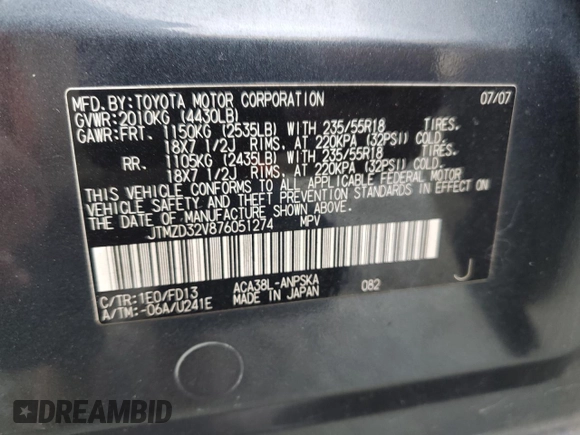 MFD.BY:TOYOTA MOTOR CORPORATION 07/07
GVWR:2010KG (4430LB)
GAWR:FRT. 1150KG (2535LB) WITH 235/55R18 TIRES.
18X7 1/2J RIMS, AT 220KPA (32PSI) COLD.
RR. 1105KG (2435LB) WITH 235/55R18 TIRES.
18X7 1/2J RIMS, AT 220KPA (32PSI) COLD.
THIS VEHICLE CONFORMS TO ALL APPLICABLE FEDERAL MOTOR
VEHICLE SAFETY AND THEFT PREVENTION STANDARDS IN EFFECT ON
THE DATE OF MANUFACTURE SHOWN ABOVE.
JTMZD32V876051274 MPV
C/TR:1E0/FD13 ACA38L-ANPSKA 082 J
A/TM:-06A/U241E MADE IN JAPAN
DREAMBID